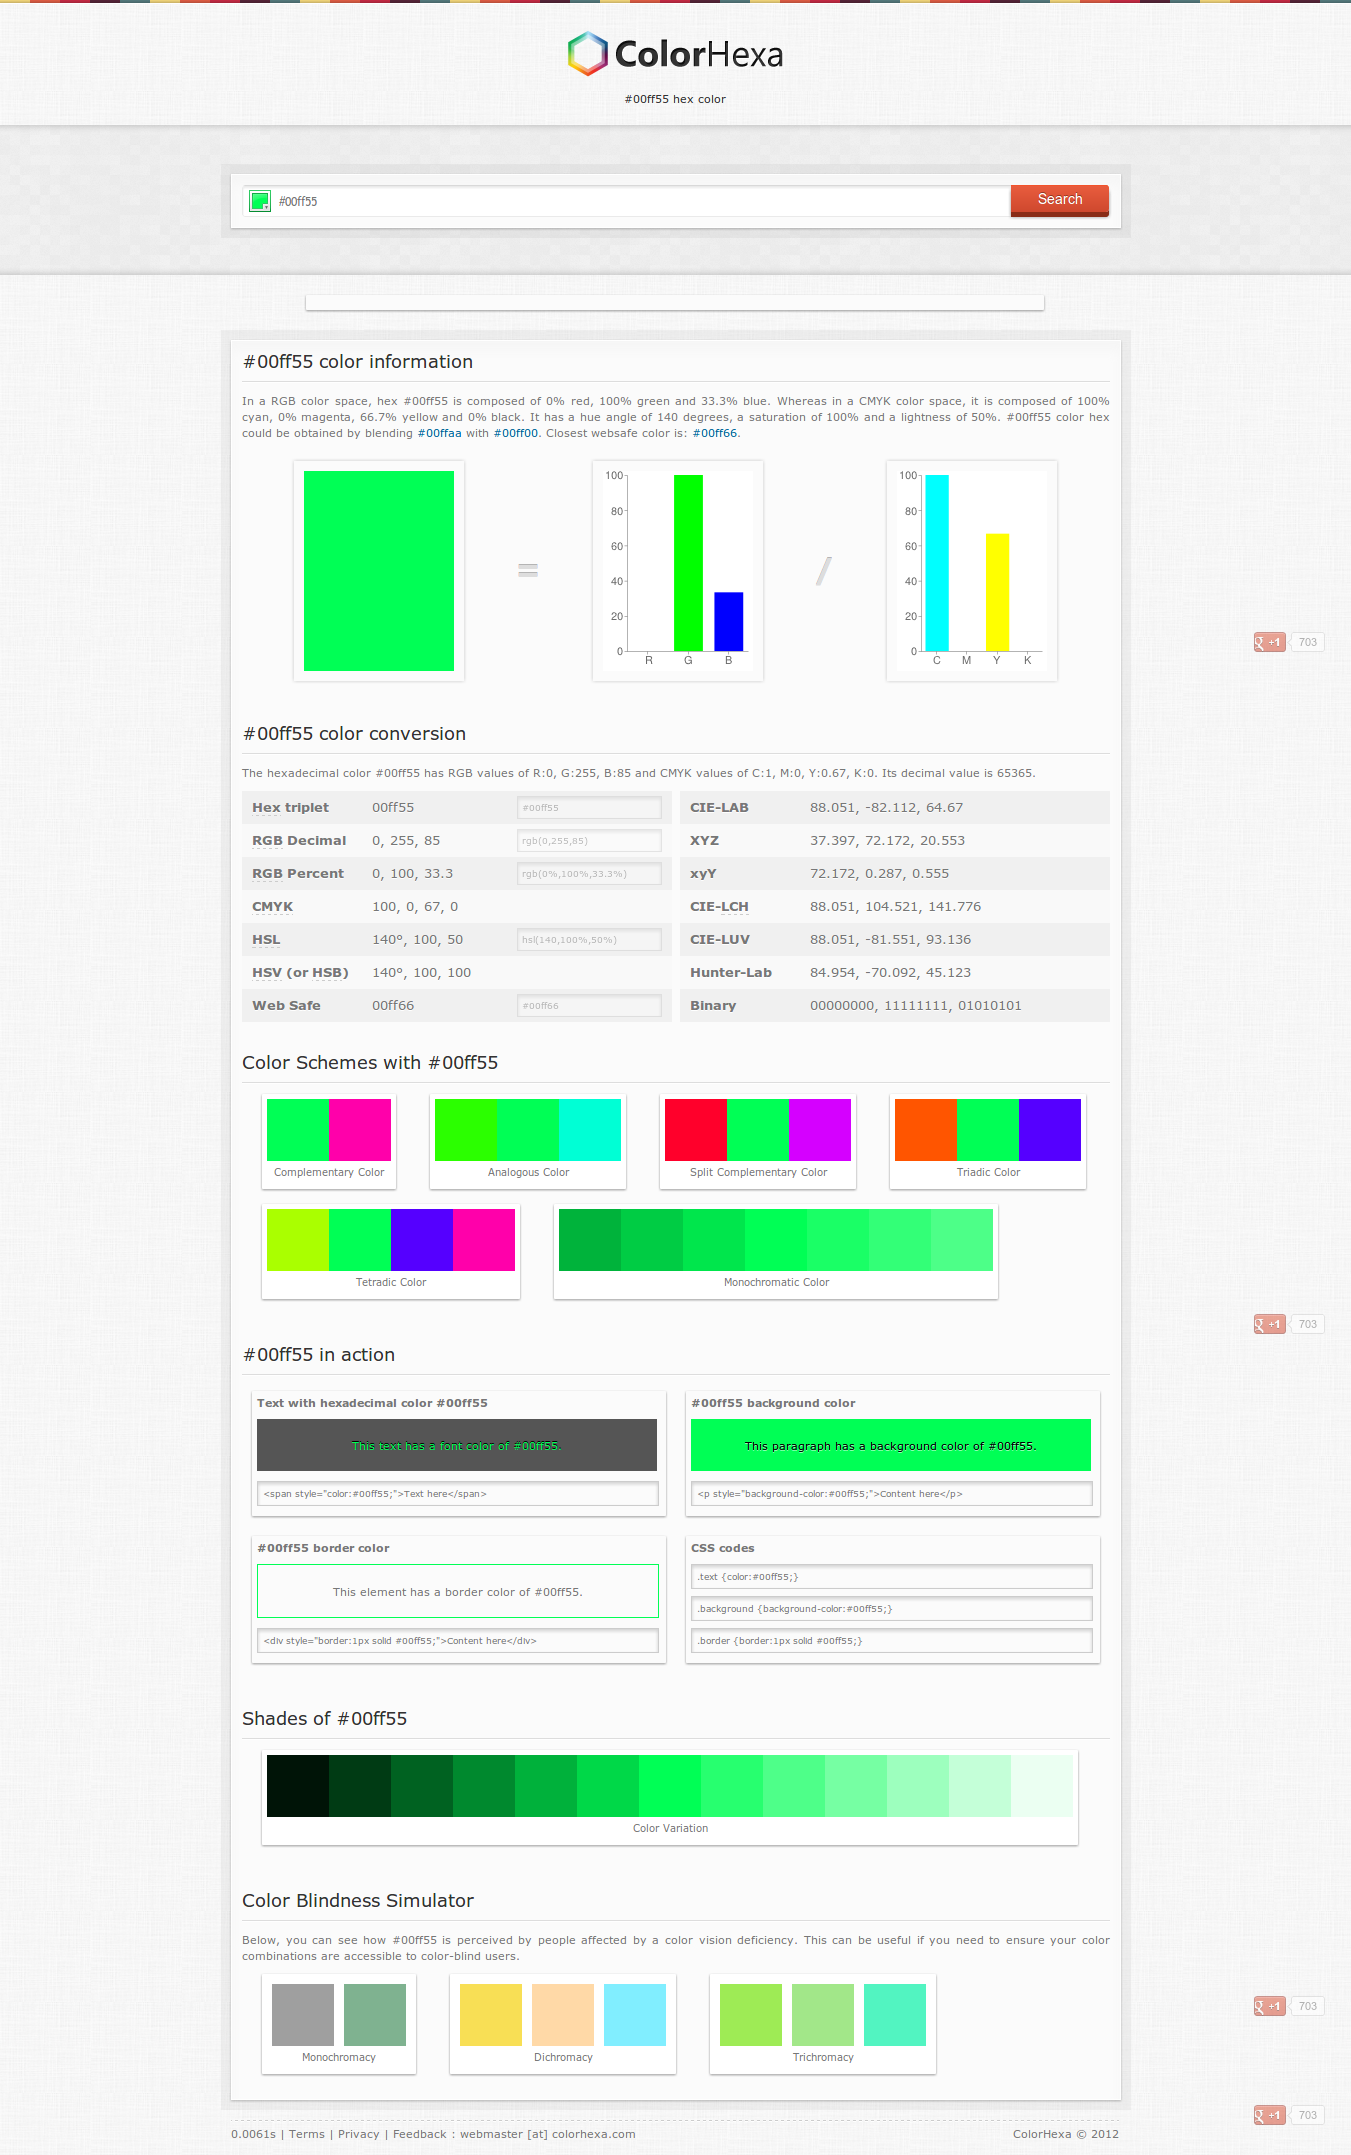 ColorHexa
#00ff55 hex color
#00ff55
Search
#00ff55 color information
In a RGB color space, hex #00ff55 is composed of 0% red, 100% green and 33.3% blue. Whereas in a CMYK color space, it is composed of 100%
cyan, 0% magenta, 66.7% yellow and 0% black. It has a hue angle of 140 degrees, a saturation of 100% and a lightness of 50%. #00ff55 color hex
could be obtained by blending #00ffaa with #00ff00. Closest websafe color is: #00ff66.
=
100
80
60
40
20
0
R G B
/
100
80
60
40
20
0
C M Y K
+1 703
#00ff55 color conversion
The hexadecimal color #00ff55 has RGB values of R:0, G:255, B:85 and CMYK values of C:1, M:0, Y:0.67, K:0. Its decimal value is 65365.
Hex triplet 00ff55 #00ff55
RGB Decimal 0, 255, 85 rgb(0,255,85)
RGB Percent 0, 100, 33.3 rgb(0%,100%,33.3%)
CMYK 100, 0, 67, 0
HSL 140°, 100, 50 hsl(140,100%,50%)
HSV (or HSB) 140°, 100, 100
Web Safe 00ff66 #00ff66
CIE-LAB 88.051, -82.112, 64.67
XYZ 37.397, 72.172, 20.553
xyY 72.172, 0.287, 0.555
CIE-LCH 88.051, 104.521, 141.776
CIE-LUV 88.051, -81.551, 93.136
Hunter-Lab 84.954, -70.092, 45.123
Binary 00000000, 11111111, 01010101
Color Schemes with #00ff55
Complementary Color
Analogous Color
Split Complementary Color
Triadic Color
Tetradic Color
Monochromatic Color
g +1 703
#00ff55 in action
Text with hexadecimal color #00ff55
This text has a font color of #00ff55.
<span style="color:#00ff55;">Text here</span>
#00ff55 background color
This paragraph has a background color of #00ff55.
<p style="background-color:#00ff55;">Content here</p>
#00ff55 border color
This element has a border color of #00ff55.
<div style="border:1px solid #00ff55;">Content here</div>
CSS codes
.text {color:#00ff55;}
.background {background-color:#00ff55;}
.border {border:1px solid #00ff55;}
Shades of #00ff55
Color Variation
Color Blindness Simulator
Below, you can see how #00ff55 is perceived by people affected by a color vision deficiency. This can be useful if you need to ensure your color
combinations are accessible to color-blind users.
Monochromacy
Dichromacy
Trichromacy
g +1 703
g +1 703
0.0061s | Terms | Privacy | Feedback : webmaster [at] colorhexa.com
ColorHexa © 2012